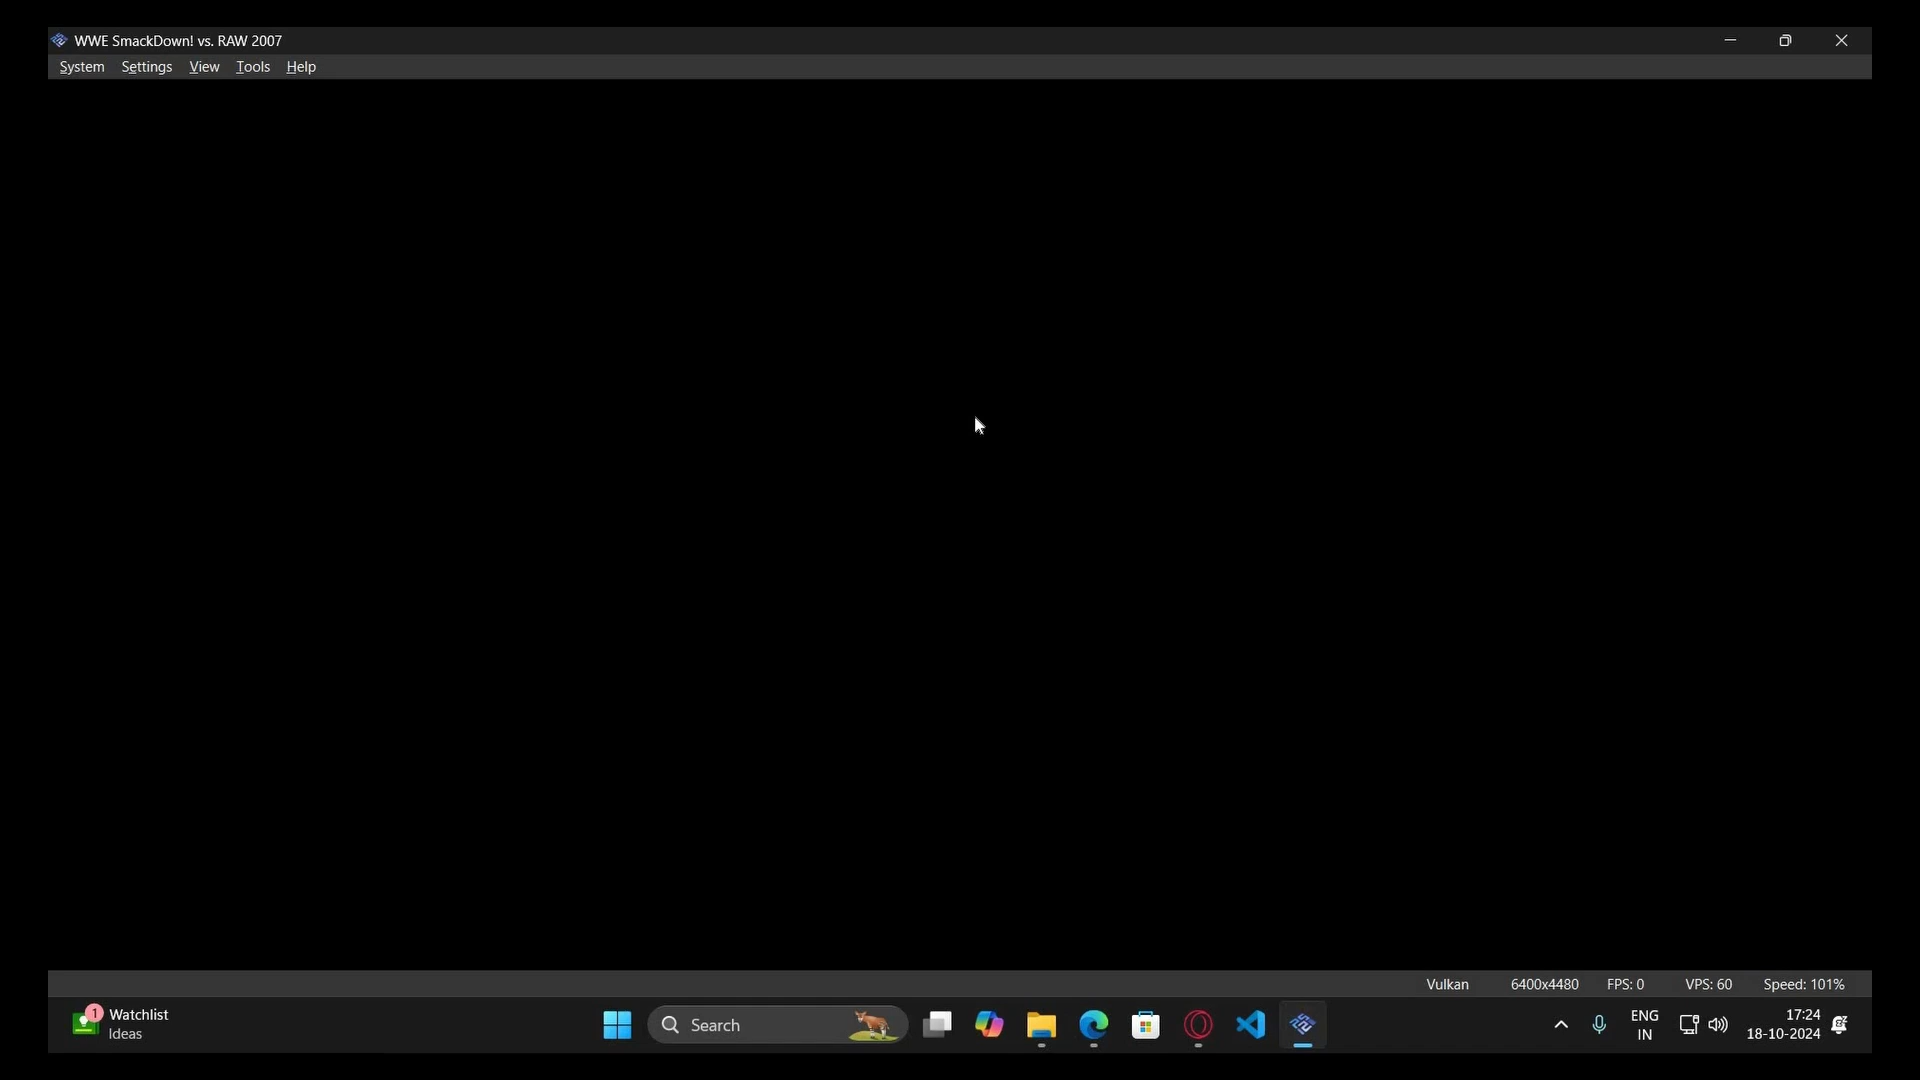 WWE SmackDown! vs. RAW 2007
System Settings View Tools Help
Vulkan 6400x4480 FPS: 0 VPS: 60 Speed: 101%
1
Watchlist
Ideas
Search
ENG
IN
17:24
18-10-2024